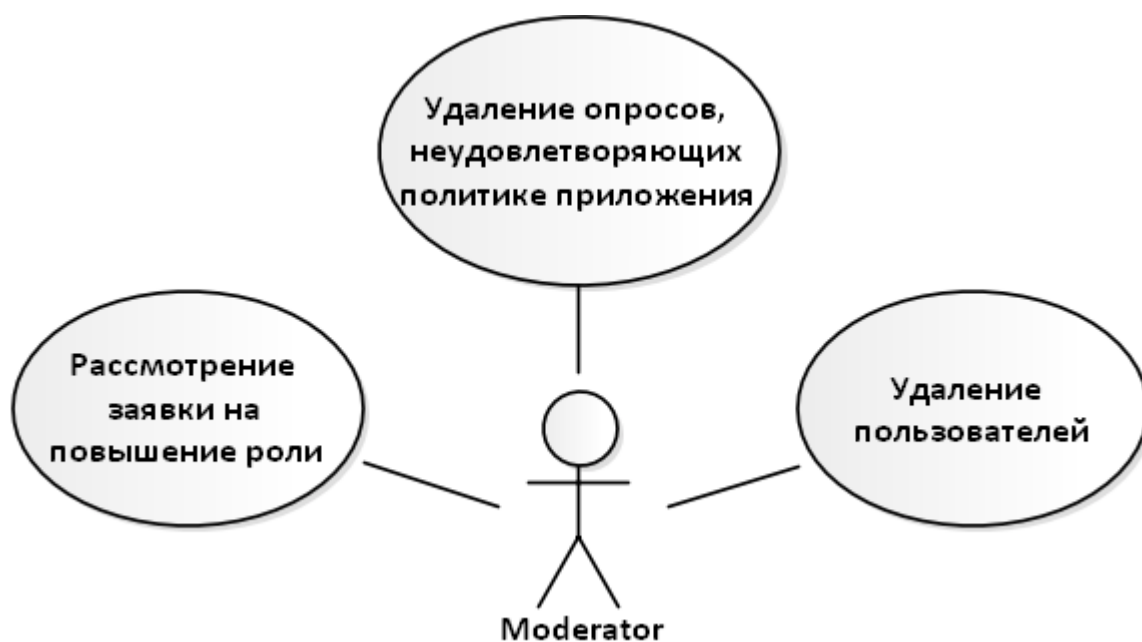 Удаление опросов,
неудовлетворяющих
политике приложения
Рассмотрение
заявки на
повышение роли
Удаление
пользователей
Moderator